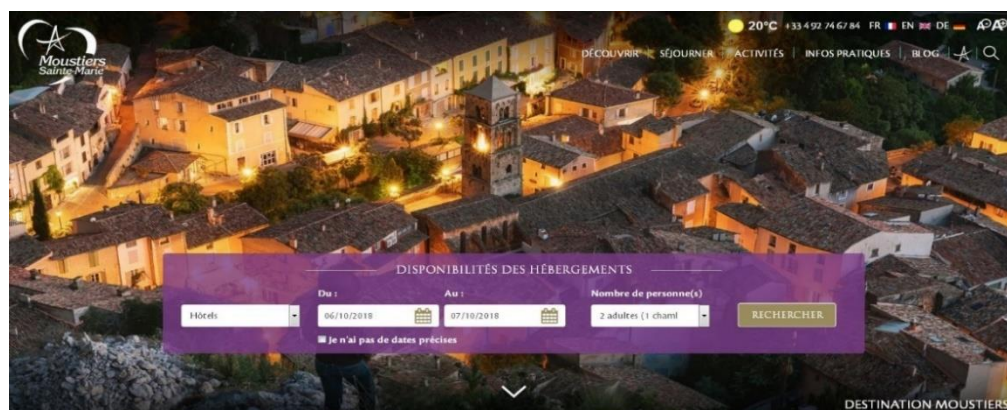 Moustiers
Sainte-Marie
20°C +33 4 92 74 67 84 FR EN DE
DÉCOUVRIR SÉJOURNER ACTIVITÉS INFOS PRATIQUES BLOG
DISPONIBILITÉS DES HÉBERGEMENTS
Du : Au : Nombre de personne(s)
Hôtels 06/10/2018 07/10/2018 2 adultes (1 chaml RECHERCHER
Je n'ai pas de dates précises
DESTINATION MOUSTIERS